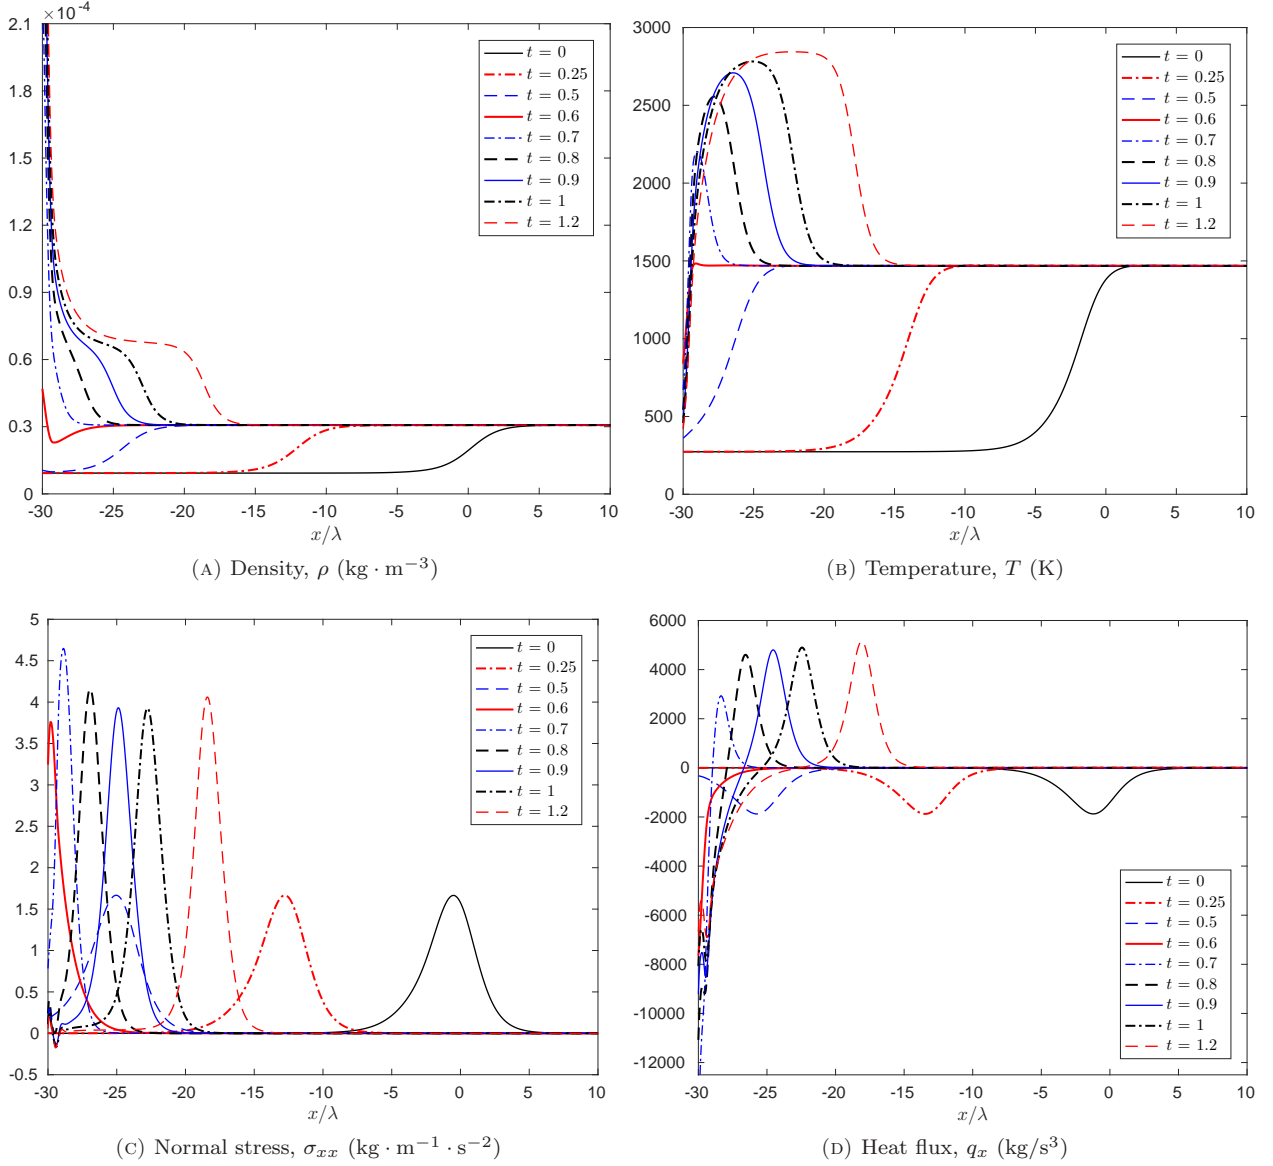 ×10⁻⁴
2.1
1.8
1.5
1.2
0.9
0.6
0.3
0
-30 -25 -20 -15 -10 -5 0 5 10
x/λ
t = 0
t = 0.25
t = 0.5
t = 0.6
t = 0.7
t = 0.8
t = 0.9
t = 1
t = 1.2
(A) Density, ρ (kg · m⁻³)
3000
2500
2000
1500
1000
500
0
-30 -25 -20 -15 -10 -5 0 5 10
x/λ
t = 0
t = 0.25
t = 0.5
t = 0.6
t = 0.7
t = 0.8
t = 0.9
t = 1
t = 1.2
(B) Temperature, T (K)
5
4.5
4
3.5
3
2.5
2
1.5
1
0.5
0
-0.5
-30 -25 -20 -15 -10 -5 0 5 10
x/λ
t = 0
t = 0.25
t = 0.5
t = 0.6
t = 0.7
t = 0.8
t = 0.9
t = 1
t = 1.2
(C) Normal stress, σₓₓ (kg · m⁻¹ · s⁻²)
6000
4000
2000
0
-2000
-4000
-6000
-8000
-10000
-12000
-30 -25 -20 -15 -10 -5 0 5 10
x/λ
t = 0
t = 0.25
t = 0.5
t = 0.6
t = 0.7
t = 0.8
t = 0.9
t = 1
t = 1.2
(D) Heat flux, qₓ (kg/s³)